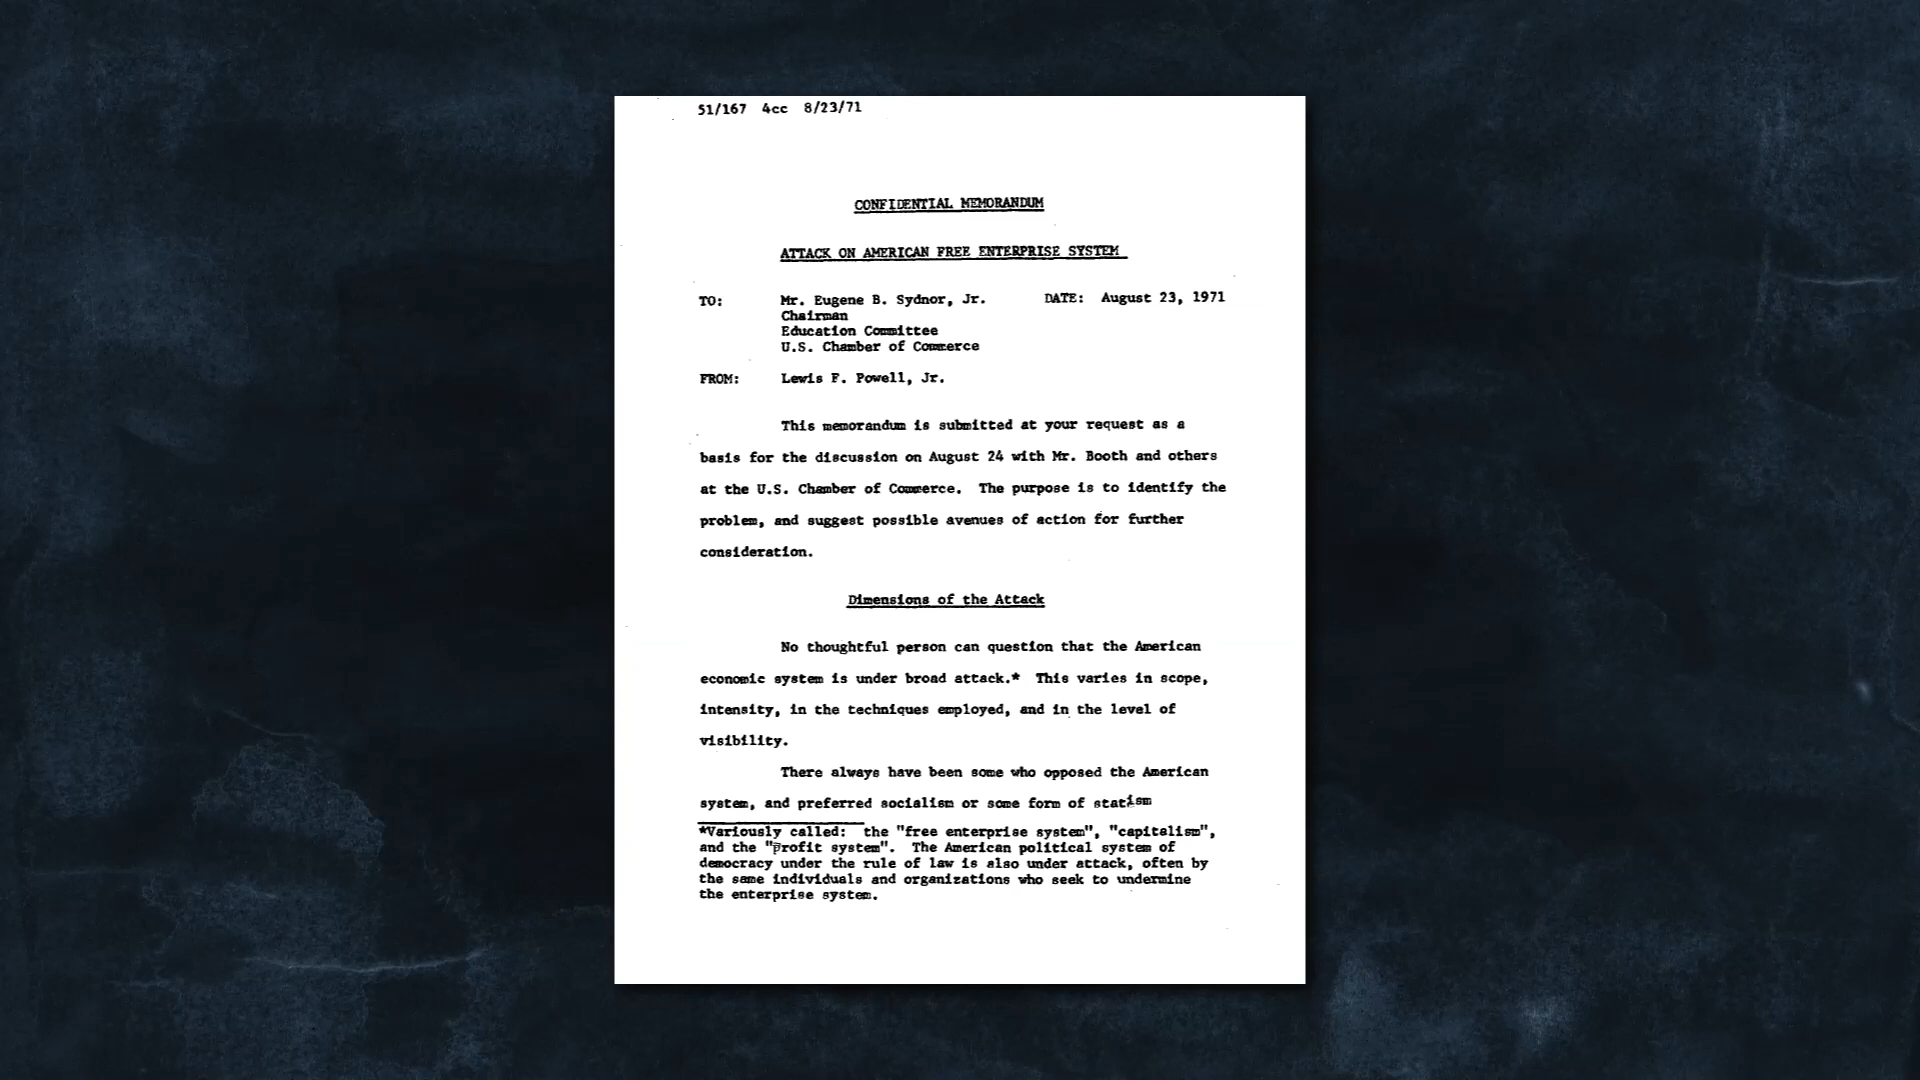 51/167 4cc 8/23/71
CONFIDENTIAL MEMORANDUM
ATTACK ON AMERICAN FREE ENTERPRISE SYSTEM
TO: Mr. Eugene B. Sydnor, Jr. DATE: August 23, 1971
Chairman
Education Committee
U.S. Chamber of Commerce
FROM: Lewis F. Powell, Jr.
This memorandum is submitted at your request as a
basis for the discussion on August 24 with Mr. Booth and others
at the U.S. Chamber of Commerce. The purpose is to identify the
problem, and suggest possible avenues of action for further
consideration.
Dimensions of the Attack
No thoughtful person can question that the American
economic system is under broad attack.* This varies in scope,
intensity, in the techniques employed, and in the level of
visibility.
There always have been some who opposed the American
system, and preferred socialism or some form of statism
*Variously called: the "free enterprise system", "capitalism",
and the "profit system". The American political system of
democracy under the rule of law is also under attack, often by
the same individuals and organizations who seek to undermine
the enterprise system.